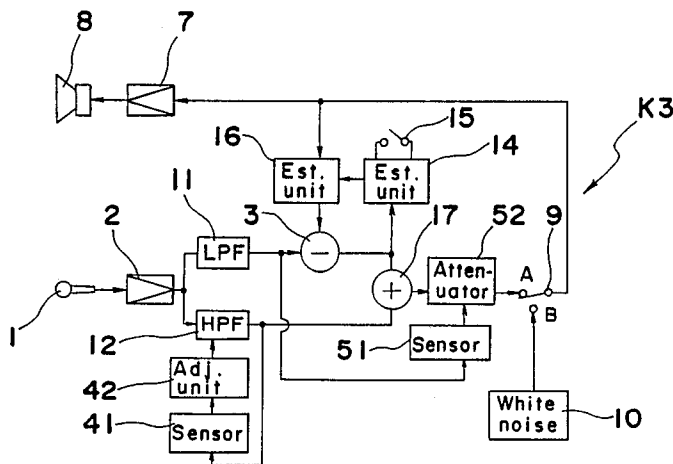 8
7
K3
16
15
Est. unit
Est. unit
14
11
3
17
52
9
2
LPF
−
+
Atten-
uator
A
B
1
12
HPF
51
Sensor
42
Adj. unit
White
noise
10
41
Sensor